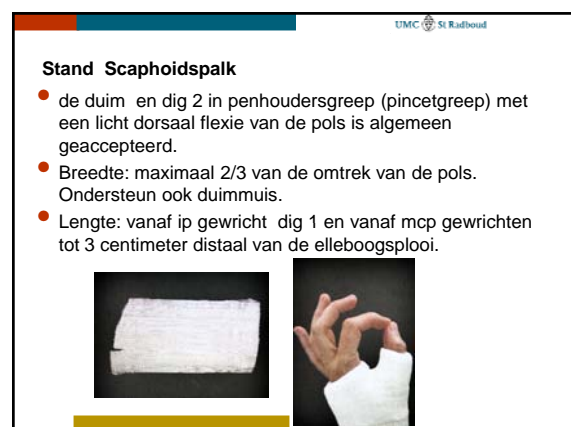 UMC St Radboud
Stand Scaphoidspalk
de duim en dig 2 in penhoudersgreep (pincetgreep) met
een licht dorsaal flexie van de pols is algemeen
geaccepteerd.
Breedte: maximaal 2/3 van de omtrek van de pols.
Ondersteun ook duimmuis.
Lengte: vanaf ip gewricht dig 1 en vanaf mcp gewrichten
tot 3 centimeter distaal van de elleboogsplooi.